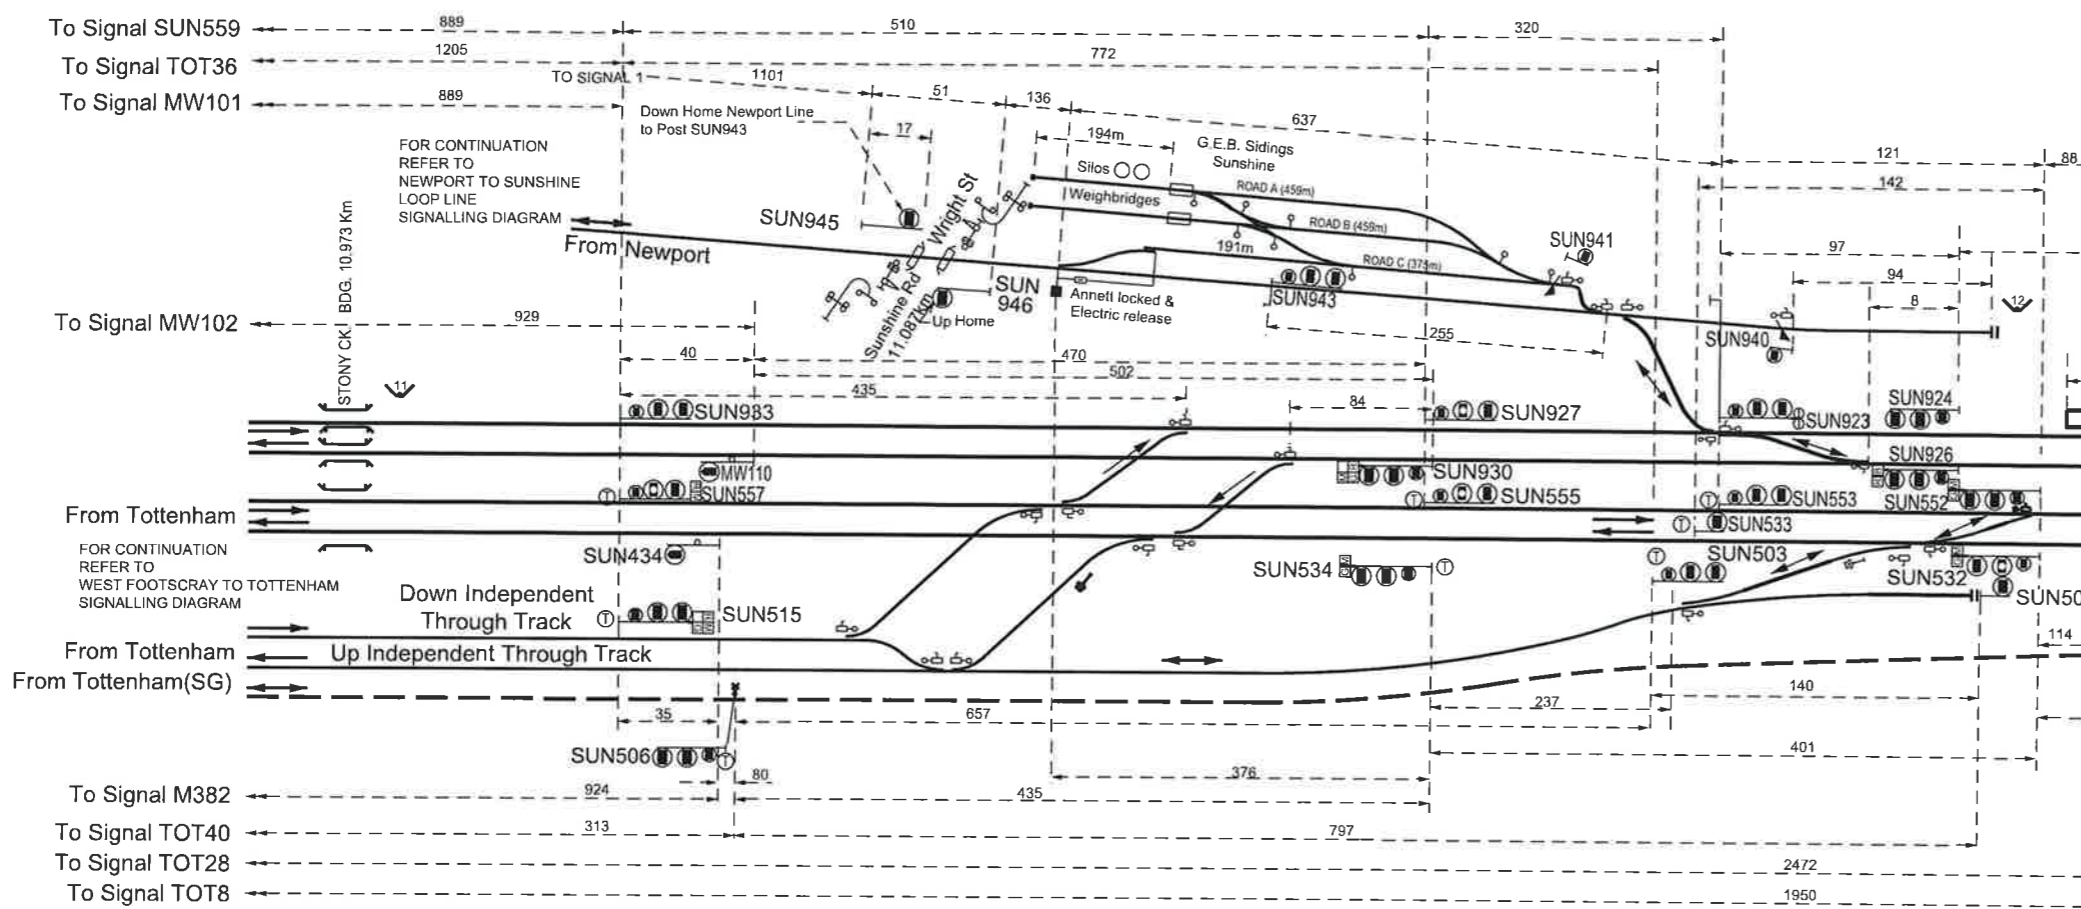 To Signal SUN559
889
510
320
To Signal TOT36
1205
772
TO SIGNAL 1
1101
To Signal MW101
889
51
136
637
Down Home Newport Line
to Post SUN943
17
194m
G.E.B. Sidings
Sunshine
121
88
142
FOR CONTINUATION
REFER TO
NEWPORT TO SUNSHINE
LOOP LINE
SIGNALLING DIAGRAM
STONY CK. BDG. 10.973 Km
Silos
Weighbridges
ROAD A (459m)
ROAD B (459m)
ROAD C (375m)
191m
SUN945
Wright St
From Newport
SUN941
97
94
8
12
SUN
946
Annett locked &
Electric release
SUN943
Sunshine Rd
11.087km
Up Home
To Signal MW102
929
255
SUN940
40
470
502
435
11
84
SUN983
SUN927
SUN923
SUN924
MW110
SUN930
SUN926
SUN557
SUN555
SUN553
SUN552
From Tottenham
SUN533
FOR CONTINUATION
REFER TO
WEST FOOTSCRAY TO TOTTENHAM
SIGNALLING DIAGRAM
SUN434
SUN534
SUN503
SUN532
Down Independent
Through Track
SUN515
SUN50
From Tottenham
Up Independent Through Track
114
From Tottenham(SG)
35
657
237
140
SUN506
401
80
376
To Signal M382
924
435
To Signal TOT40
313
797
To Signal TOT28
2472
To Signal TOT8
1950